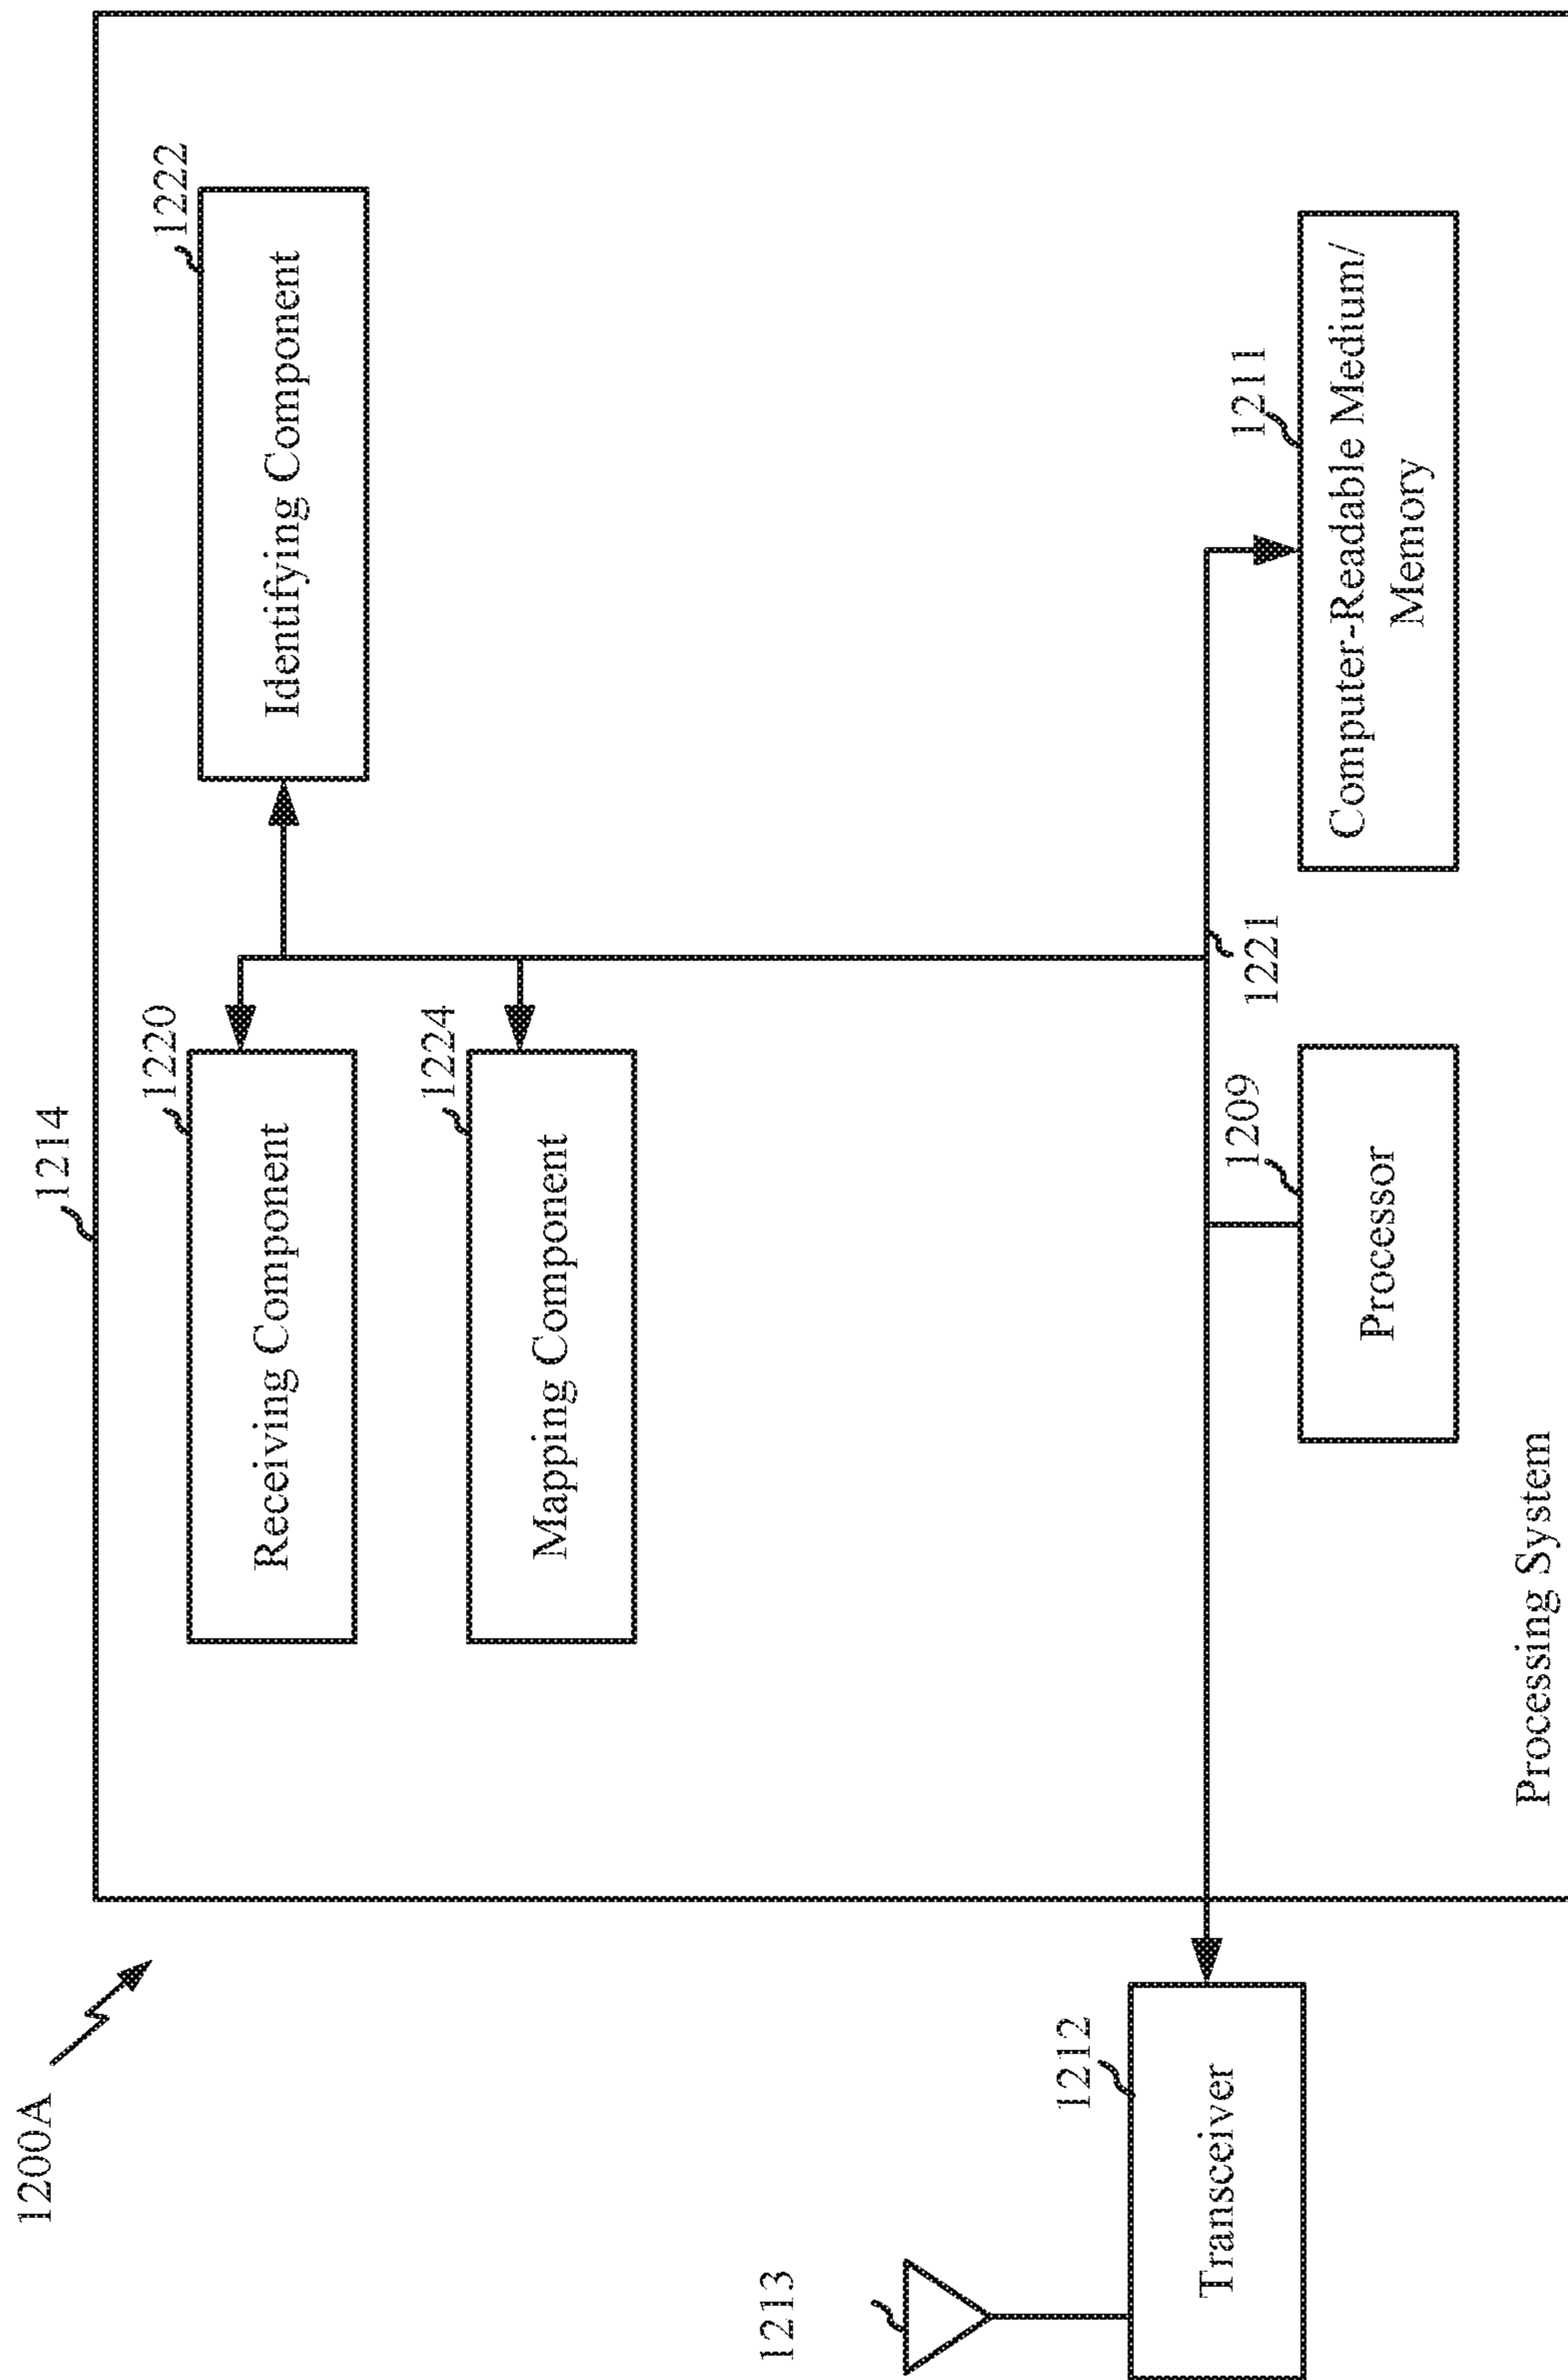 1200A
1214
1220
Receiving Component
1222
Identifying Component
1224
Mapping Component
1213
1212
Transceiver
1221
1209
Processor
1211
Computer-Readable Medium/
Memory
Processing System